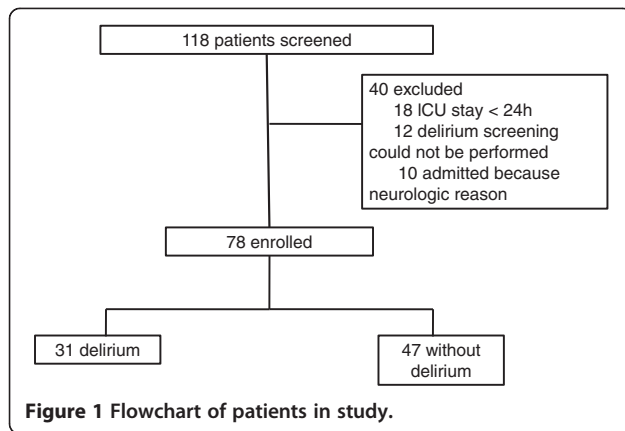 118 patients screened
40 excluded
18 ICU stay < 24h
12 delirium screening
could not be performed
10 admitted because
neurologic reason
78 enrolled
31 delirium
47 without
delirium
Figure 1 Flowchart of patients in study.